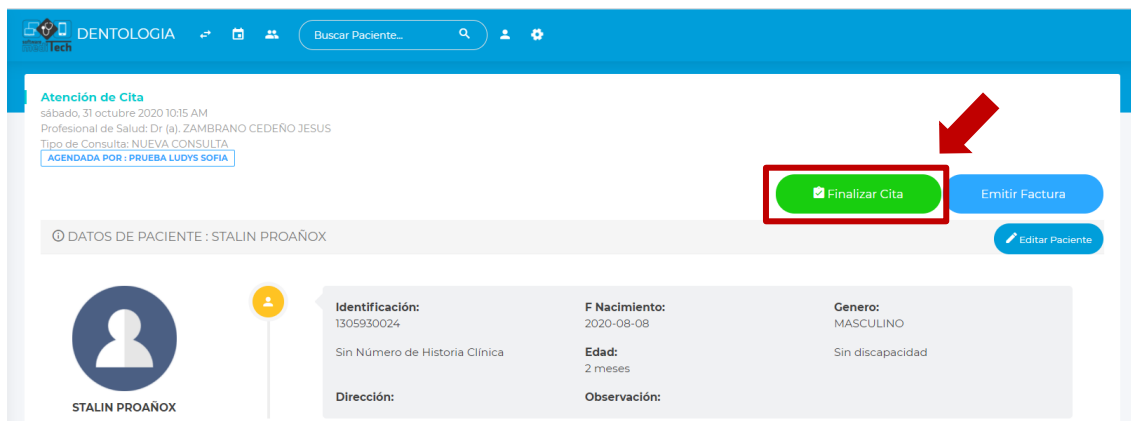 Tech
DENTOLOGIA
Buscar Paciente...
Atención de Cita
sábado, 31 octubre 2020 10:15 AM
Profesional de Salud: Dr (a). ZAMBRANO CEDEÑO JESUS
Tipo de Consulta: NUEVA CONSULTA
AGENDADA POR : PRUEBA LUDYS SOFIA
Finalizar Cita
Emitir Factura
DATOS DE PACIENTE : STALIN PROAÑOX
Editar Paciente
Identificación:
1305930024
Sin Número de Historia Clínica
Dirección:
F Nacimiento:
2020-08-08
Edad:
2 meses
Observación:
Genero:
MASCULINO
Sin discapacidad
STALIN PROAÑOX